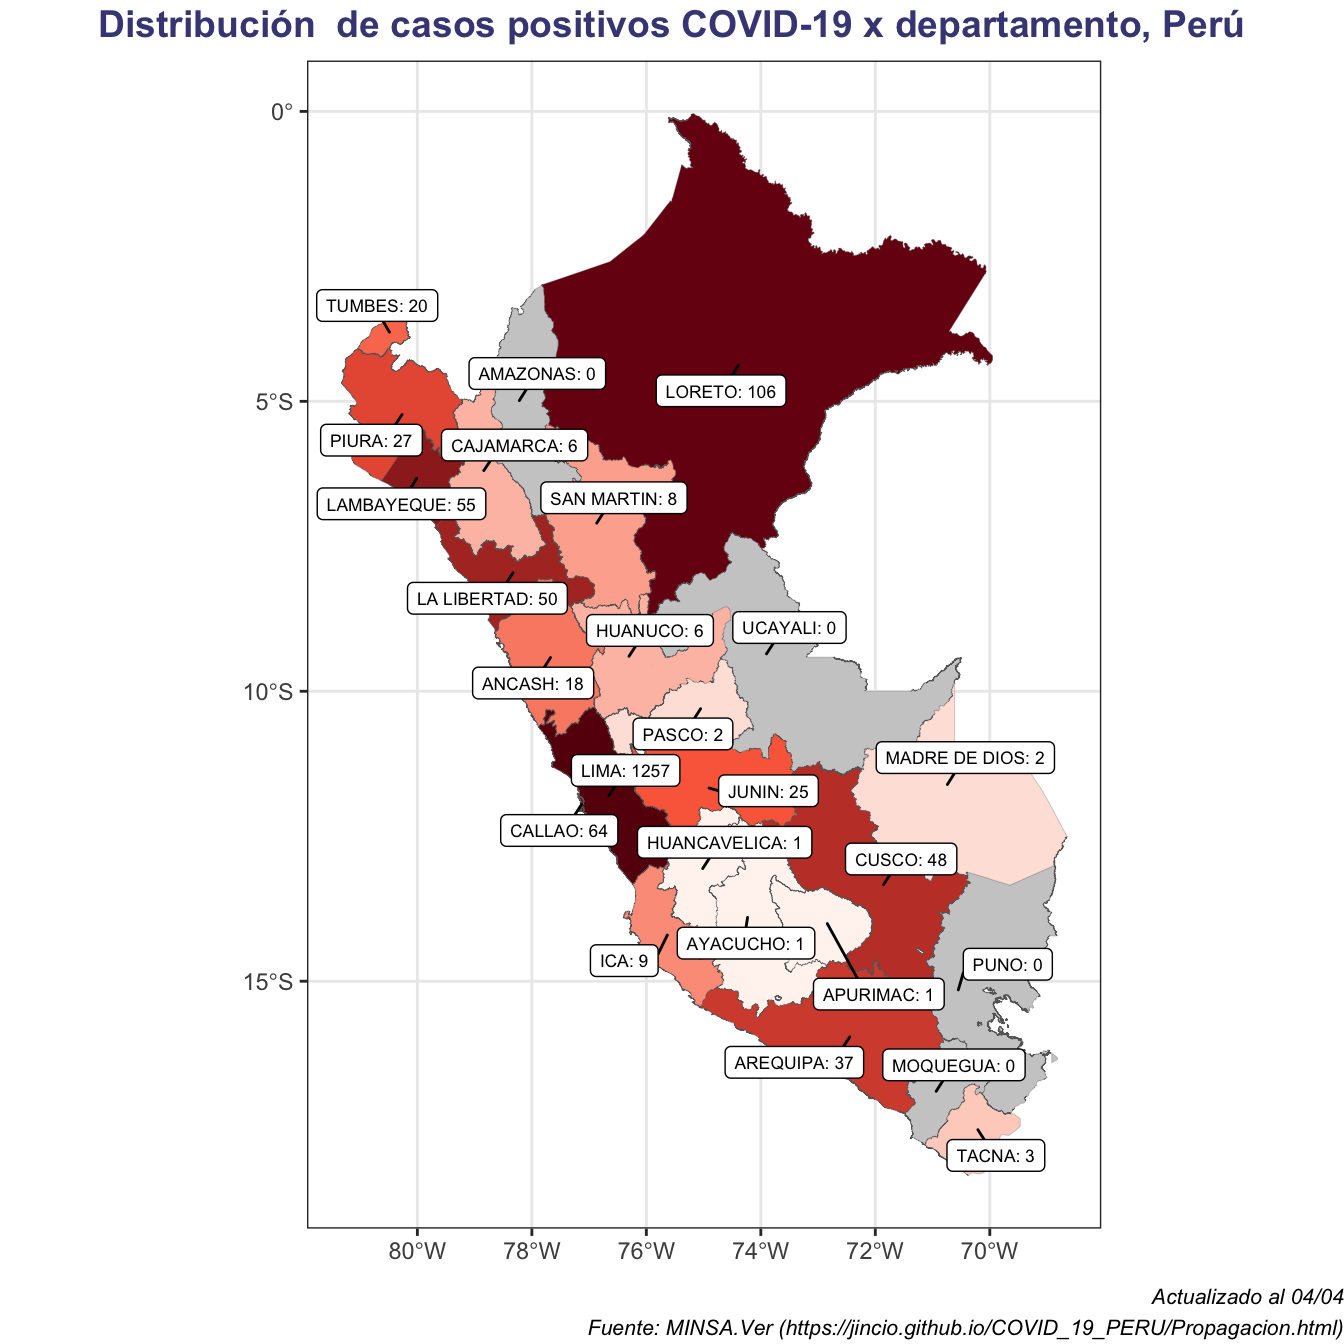 Distribución  de casos positivos COVID-19 x departamento, Perú
0°
TUMBES: 20
AMAZONAS: 0
LORETO: 106
5°S
PIURA: 27
CAJAMARCA: 6
LAMBAYEQUE: 55
SAN MARTIN: 8
LA LIBERTAD: 50
HUANUCO: 6
UCAYALI: 0
ANCASH: 18
10°S
PASCO: 2
MADRE DE DIOS: 2
LIMA: 1257
JUNIN: 25
CALLAO: 64
HUANCAVELICA: 1
CUSCO: 48
AYACUCHO: 1
ICA: 9
PUNO: 0
15°S
APURIMAC: 1
AREQUIPA: 37
MOQUEGUA: 0
TACNA: 3
80°W 78°W 76°W 74°W 72°W 70°W
Actualizado al 04/04
Fuente: MINSA.Ver (https://jincio.github.io/COVID_19_PERU/Propagacion.html)